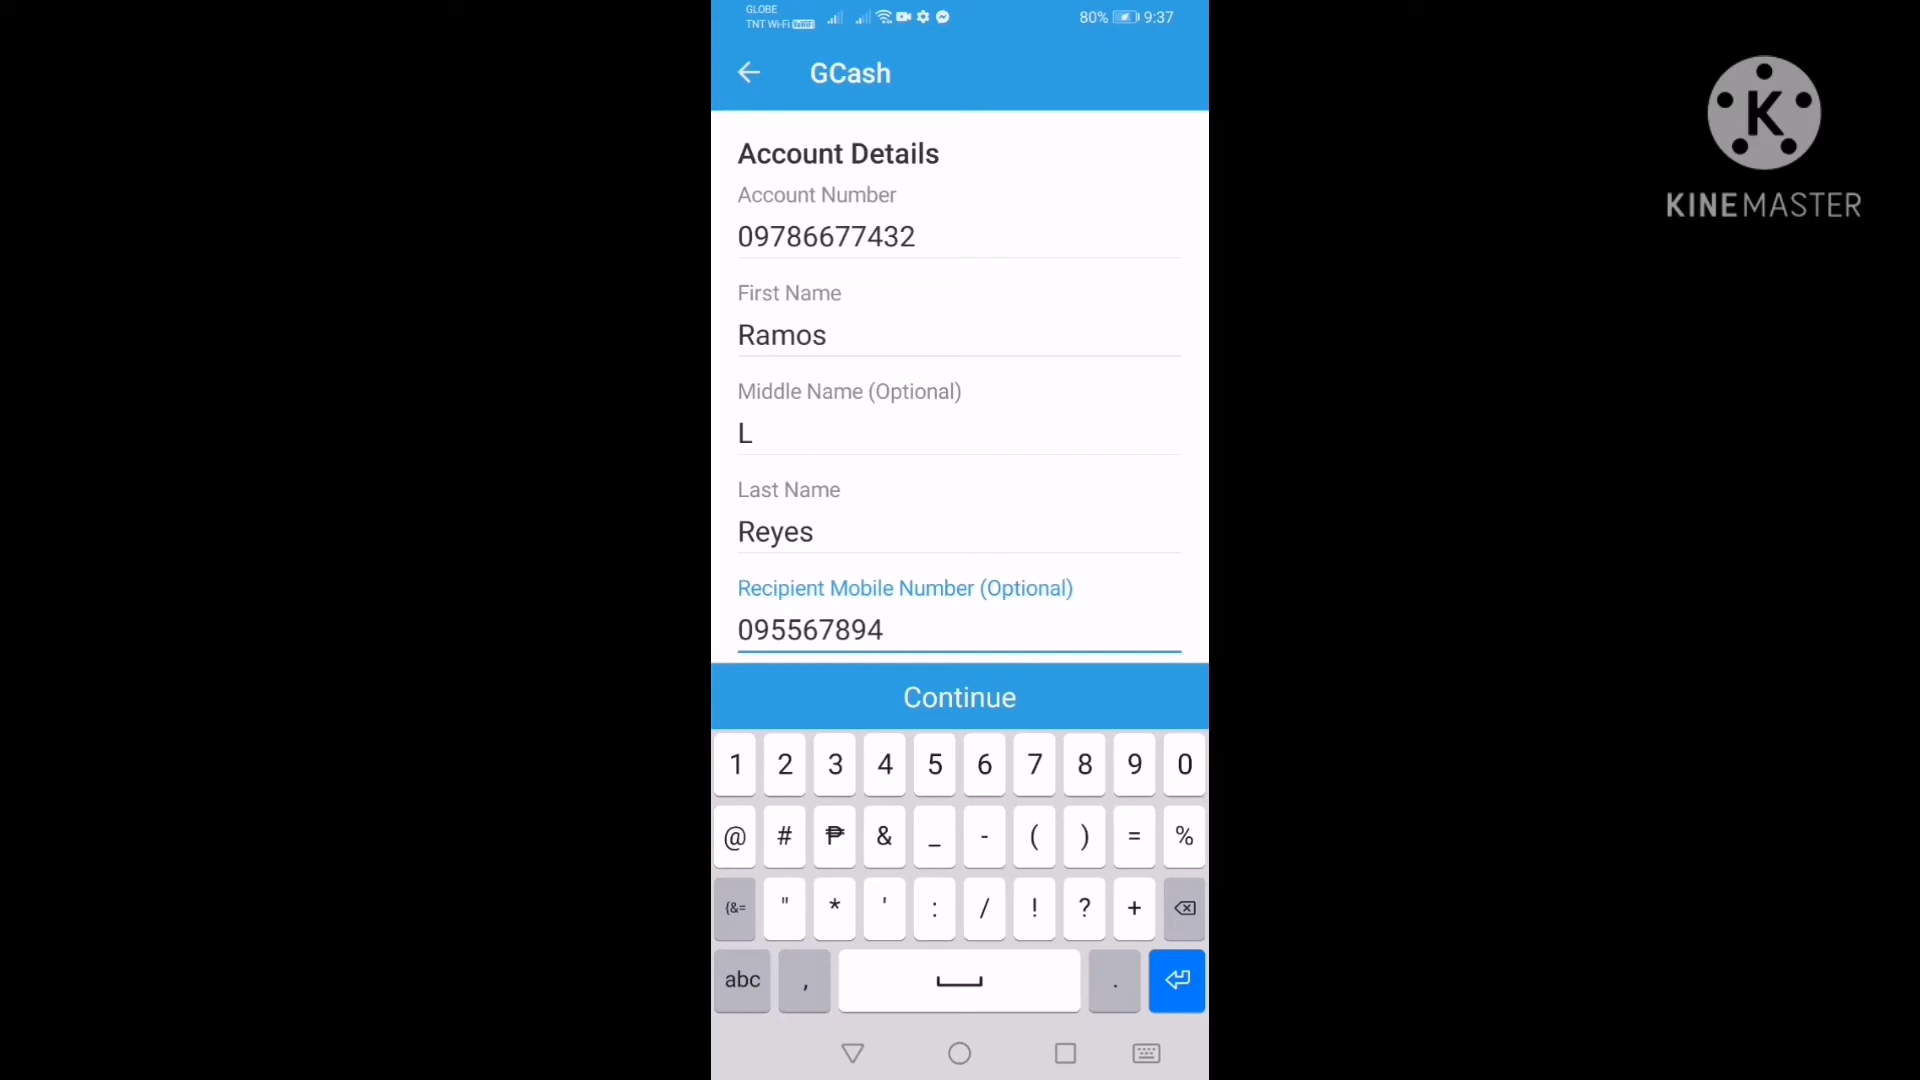 GLOBE
TNT Wi-Fi VoWiFi
80% 9:37
GCash
Account Details
Account Number
09786677432
First Name
Ramos
Middle Name (Optional)
L
Last Name
Reyes
Recipient Mobile Number (Optional)
095567894
Continue
1 2 3 4 5 6 7 8 9 0
@ # ₱ & _ - ( ) = %
{&= " * ' : / ! ? +
abc , .
K
KINEMASTER